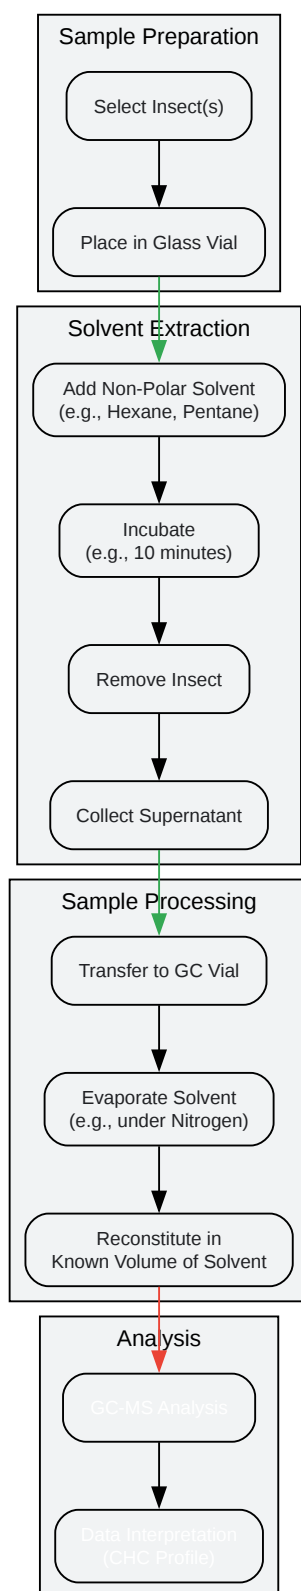 Sample Preparation
Select Insect(s)
Place in Glass Vial
Solvent Extraction
Add Non-Polar Solvent
(e.g., Hexane, Pentane)
Incubate
(e.g., 10 minutes)
Remove Insect
Collect Supernatant
Sample Processing
Transfer to GC Vial
Evaporate Solvent
(e.g., under Nitrogen)
Reconstitute in
Known Volume of Solvent
Analysis
GC-MS Analysis
Data Interpretation
(CHC Profile)